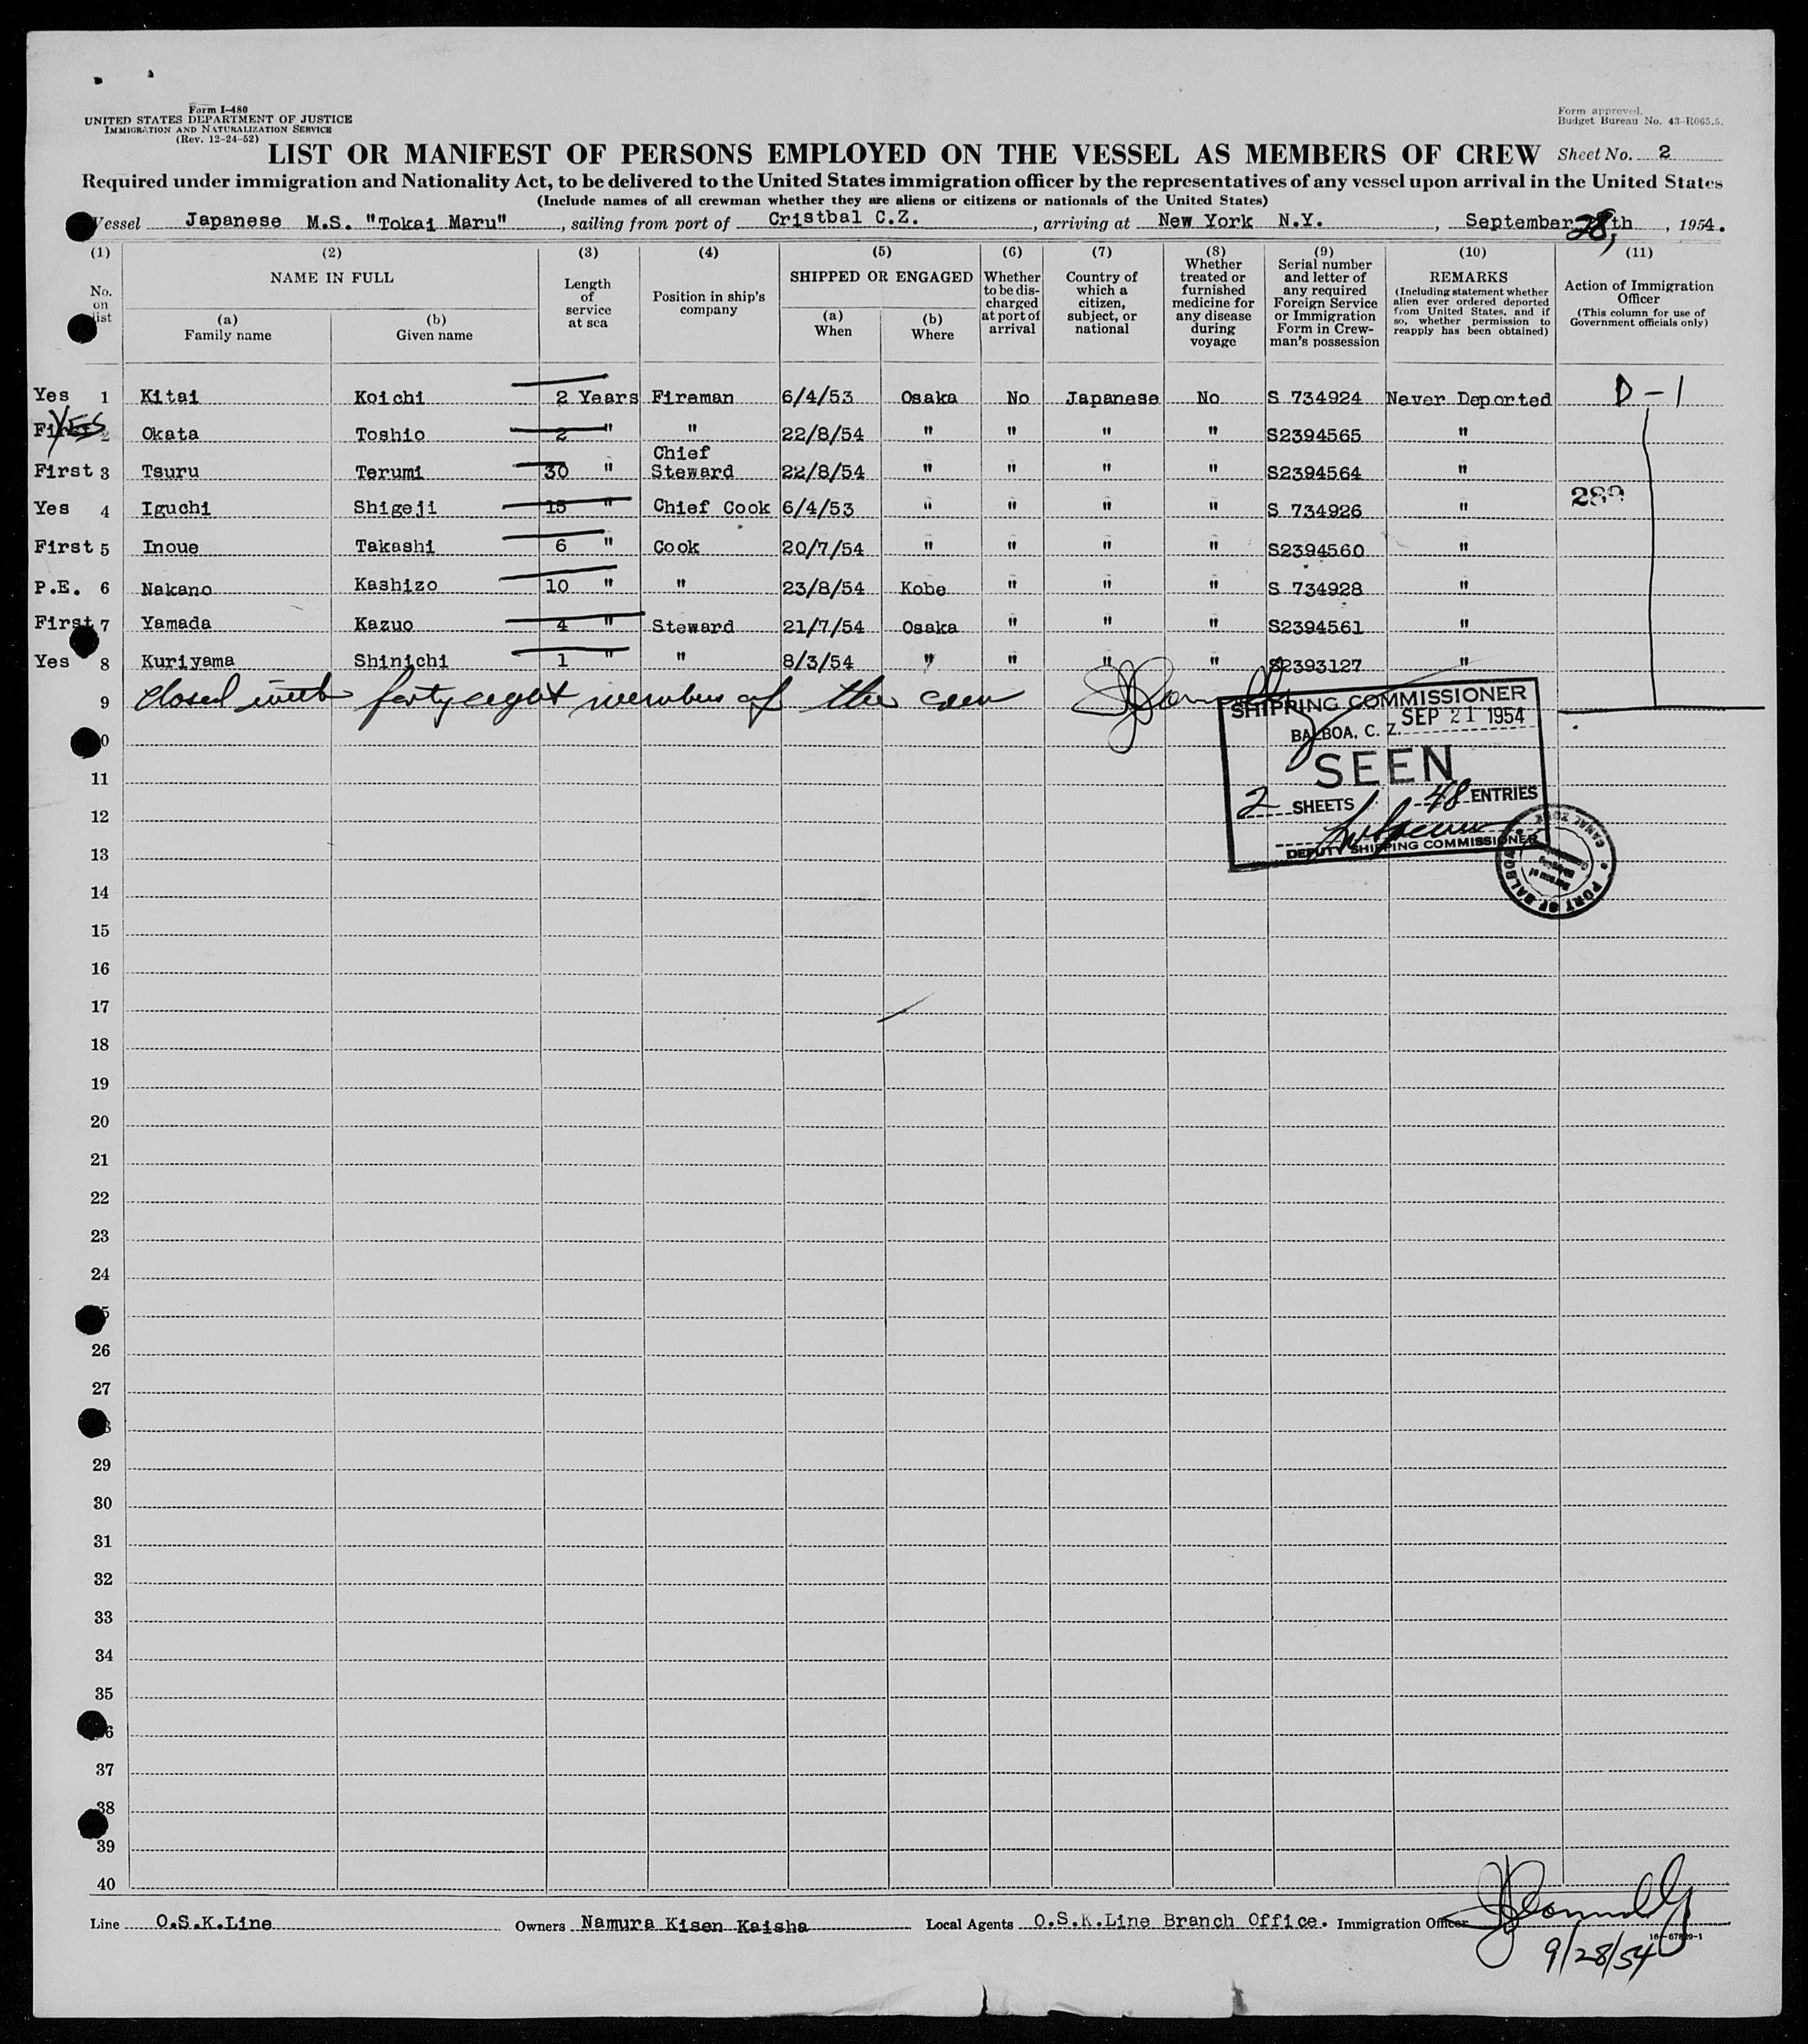 Form I-480
UNITED STATES DEPARTMENT OF JUSTICE
IMMIGRATION AND NATURALIZATION SERVICE
(Rev. 12-24-52)
Form approved.
Budget Bureau No. 43-R065.5.
LIST OR MANIFEST OF PERSONS EMPLOYED ON THE VESSEL AS MEMBERS OF CREW Sheet No. 2
Required under immigration and Nationality Act, to be delivered to the United States immigration officer by the representatives of any vessel upon arrival in the United States
(Include names of all crewman whether they are aliens or citizens or nationals of the United States)
Vessel Japanese M.S. "Tokai Maru", sailing from port of Cristbal C.Z., arriving at New York N.Y., September 28, th, 1954.
(1) (2) (3) (4) (5) (6) (7) (8) (9) (10) (11)
No. on list
NAME IN FULL
(a) Family name
(b) Given name
Length of service at sea
Position in ship's company
SHIPPED OR ENGAGED
(a) When
(b) Where
Whether to be discharged at port of arrival
Country of which a citizen, subject, or national
Whether treated or furnished medicine for any disease during voyage
Serial number and letter of any required Foreign Service or Immigration Form in Crewman's possession
REMARKS
(Including statement whether alien ever ordered deported from United States, and if so, whether permission to reapply has been obtained)
Action of Immigration Officer
(This column for use of Government officials only)
Yes 1 Kitai Koichi 2 Years Fireman 6/4/53 Osaka No Japanese No S 734924 Never Deported D-1
First YES 2 Okata Toshio 2 " " 22/8/54 " " " " S2394565 "
First 3 Tsuru Terumi 30 " Chief Steward 22/8/54 " " " " S2394564 "
Yes 4 Iguchi Shigeji 15 " Chief Cook 6/4/53 " " " " S 734926 "
First 5 Inoue Takashi 6 " Cook 20/7/54 " " " " S2394560 "
P.E. 6 Nakano Kashizo 10 " " 23/8/54 Kobe " " " S 734928 "
First 7 Yamada Kazuo 4 " Steward 21/7/54 Osaka " " " S2394561 "
Yes 8 Kuriyama Shinichi 1 " " 8/3/54 " " " " S2393127 "
9 Closed with forty eight members of the crew
SHIPPING COMMISSIONER
BALBOA, C. Z. SEP 21 1954
SEEN
2 SHEETS 48 ENTRIES
DEPUTY SHIPPING COMMISSIONER
PORT OF BALBOA CANAL ZONE
11
12
13
14
15
16
17
18
19
20
21
22
23
24
26
27
29
30
31
32
33
34
35
37
38
39
40
Line O.S.K.Line Owners Namura Kisen Kaisha Local Agents O.S.K.Line Branch Office. Immigration Officer
9/28/54